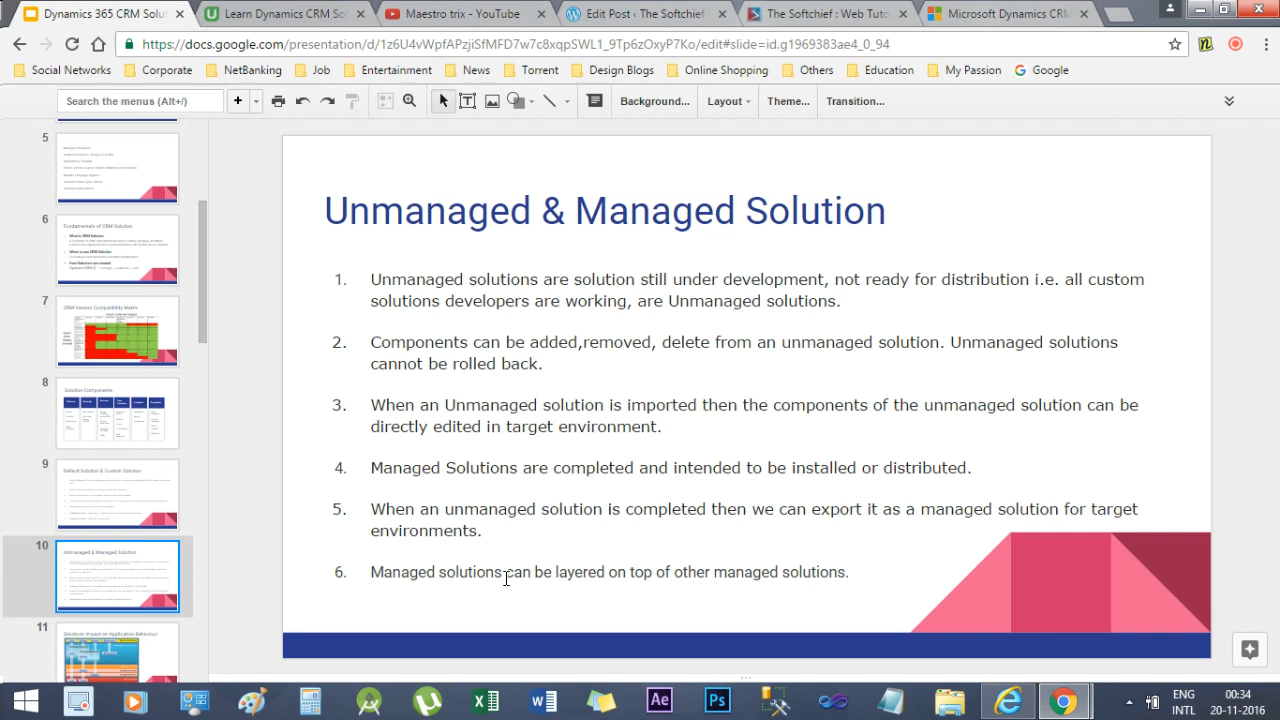 Dynamics 365 CRM Solut
Learn Dynamics CRM Sol
Maestro trx - YouTube
Edit Post ‹ The Softchief
The Softchief : Web Tuto
Microsoft Dynamics CRM
https://docs.google.com/presentation/d/1z6U4vWpfAPzjiSfMFD7w7c8xqpSWL1_9Tp6zOxyP7Ko/edit#slide=id.g196938bae4_0_94
Social Networks
Corporate
NetBanking
Job
Entertainment
News
Torrent
Design Blogs
Online Shopping
Others
Education
My Passion
Google
Search the menus (Alt+/)
Background...
Layout
Theme...
Transition...
5
6
Fundamentals of CRM Solution
7
CRM Version Compatibility Matrix
8
Solution Components
9
Default Solution & Custom Solution
10
Unmanaged & Managed Solution
11
Solutions Impact on Application Behaviour
Unmanaged & Managed Solution
1. Unmanaged solution is a solution still under development not ready for distribution i.e. all custom
solutions developers are working, are Unmanaged.
2. Components can be added,removed, delete from an unmanaged solution. Unmanaged solutions
cannot be rolled back.
3. When unmanaged solution is imported then the components of the unmanaged solution can be
directly edited in target environment.
4. Managed Solutions are completed and intended to be installed or distributed.
5. When an unmanaged solution is completed then we can export it as a managed solution for target
environments.
6. Managed solutions can be layered on top of other managed solutions.
Ae
Ps
ENG
INTL
00:34
20-11-2016